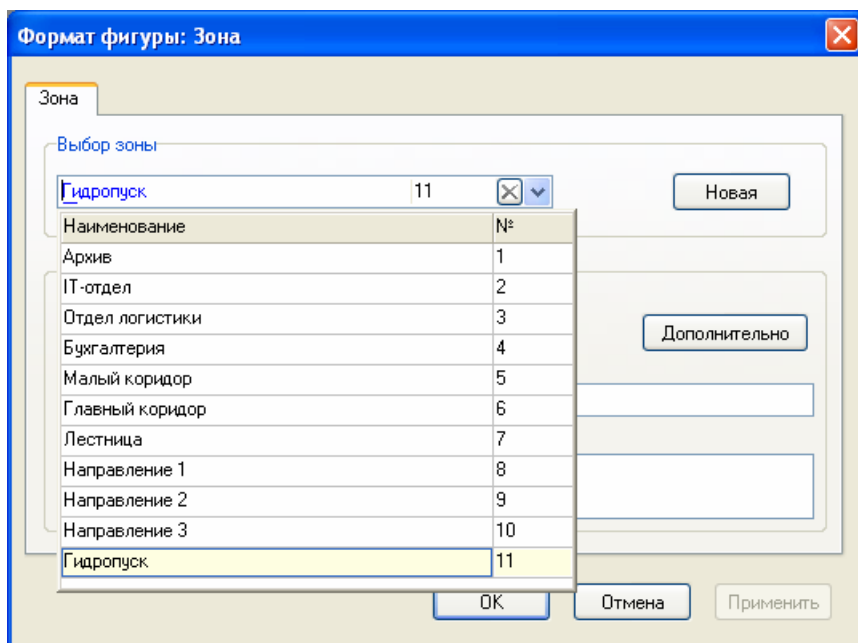 Формат фигуры: Зона
Зона
Выбор зоны
Гидропуск 11
Новая
Наименование №
Архив 1
IT-отдел 2
Отдел логистики 3
Дополнительно
Бухгалтерия 4
Малый коридор 5
Главный коридор 6
Лестница 7
Направление 1 8
Направление 2 9
Направление 3 10
Гидропуск 11
OK Отмена Применить